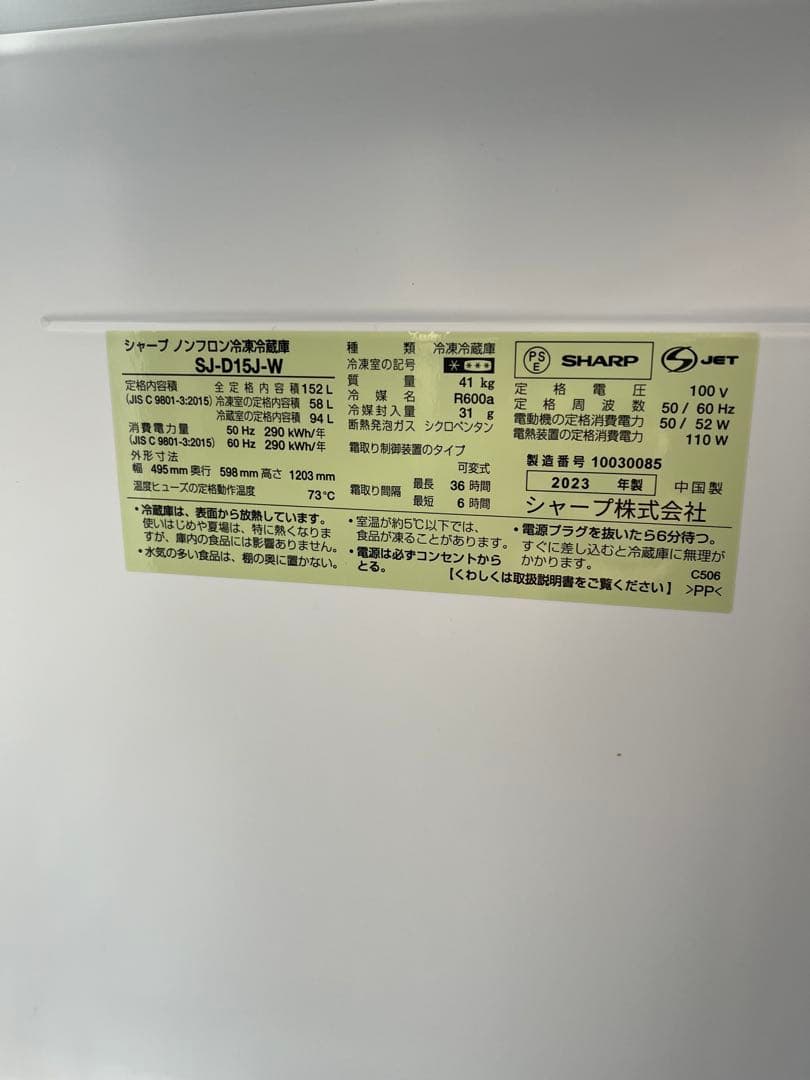 シャープ ノンフロン冷凍冷蔵庫
SJ-D15J-W
定格内容積 全定格内容積 152 L
(JIS C 9801-3:2015) 冷凍室の定格内容積 58 L
冷蔵室の定格内容積 94 L
消費電力量 50 Hz 290 kWh/年
(JIS C 9801-3:2015) 60 Hz 290 kWh/年
外形寸法
幅 495 mm 奥行 598 mm 高さ 1203 mm
温度ヒューズの定格動作温度 73℃
種類 冷凍冷蔵庫
冷凍室の記号
質量 41 kg
冷媒名 R600a
冷媒封入量 31 g
断熱発泡ガス シクロペンタン
霜取り制御装置のタイプ
可変式
霜取り間隔 最長 36 時間
最短 6 時間
PS
E
SHARP
S JET
定格電圧 100 V
定格周波数 50 / 60 Hz
電動機の定格消費電力 50 / 52 W
電熱装置の定格消費電力 110 W
製造番号 10030085
2023 年製 中国製
シャープ株式会社
・冷蔵庫は、表面から放熱しています。
使いはじめや夏場は、特に熱くなりま
すが、庫内の食品には影響ありません。
・水気の多い食品は、棚の奥に置かない。
・室温が約5℃以下では、
食品が凍ることがあります。
・電源は必ずコンセントから
とる。
・電源プラグを抜いたら6分待つ。
すぐに差し込むと冷蔵庫に無理が
かかります。
C506
【くわしくは取扱説明書をご覧ください】 >PP<